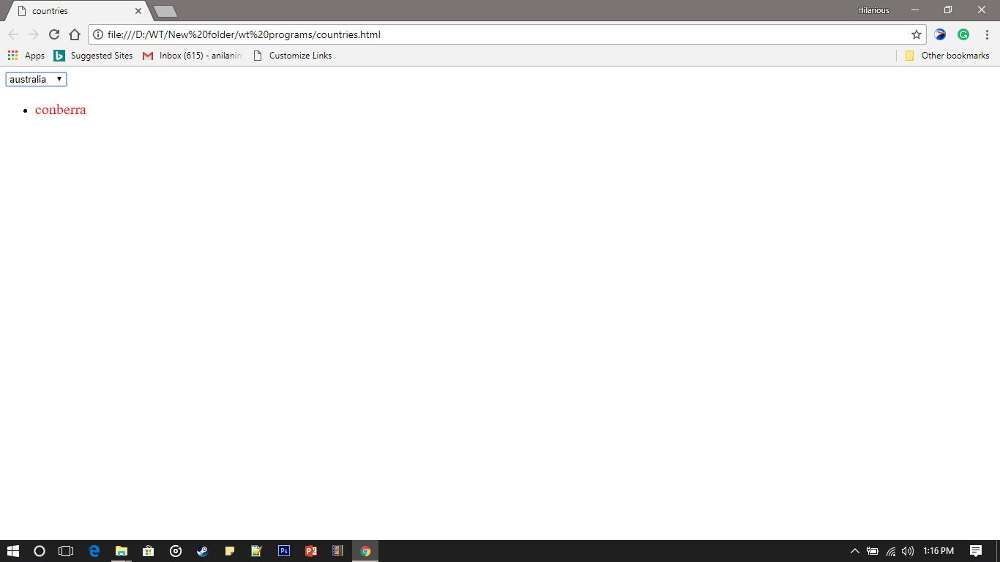 countries
Hilarious
file:///D:/WT/New%20folder/wt%20programs/countries.html
Apps Suggested Sites Inbox (615) - anilanin Customize Links Other bookmarks
australia
conberra
1:16 PM